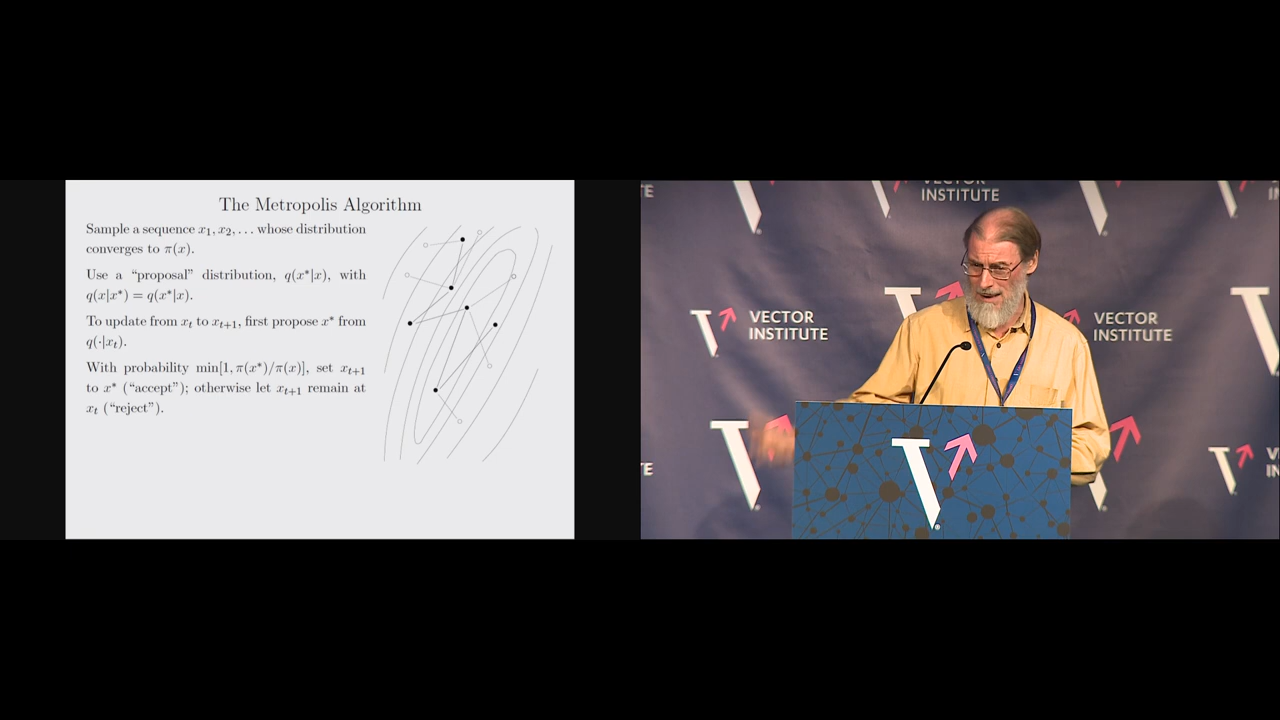 The Metropolis Algorithm
Sample a sequence x₁, x₂, . . . whose distribution
converges to π(x).
Use a “proposal” distribution, q(x*|x), with
q(x|x*) = q(x*|x).
To update from xₜ to xₜ₊₁, first propose x* from
q(·|xₜ).
With probability min[1, π(x*)/π(x)], set xₜ₊₁
to x* (“accept”); otherwise let xₜ₊₁ remain at
xₜ (“reject”).
VECTOR
INSTITUTE
VECTOR
INSTITUTE
VECTOR
INSTITUTE